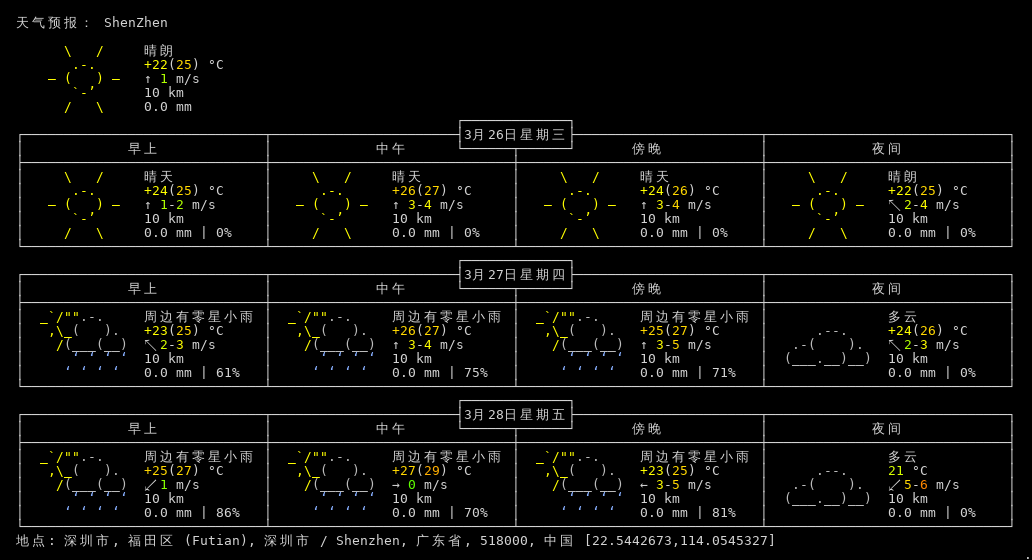 天气预报： ShenZhen
晴朗
+22(25) °C
↑ 1 m/s
10 km
0.0 mm
3月26日星期三
早上 中午 傍晚 夜间
晴天 晴天 晴天 晴朗
+24(25) °C +26(27) °C +24(26) °C +22(25) °C
↑ 1-2 m/s ↑ 3-4 m/s ↑ 3-4 m/s ↖ 2-4 m/s
10 km 10 km 10 km 10 km
0.0 mm | 0% 0.0 mm | 0% 0.0 mm | 0% 0.0 mm | 0%
3月27日星期四
早上 中午 傍晚 夜间
周边有零星小雨 周边有零星小雨 周边有零星小雨 多云
+23(25) °C +26(27) °C +25(27) °C +24(26) °C
↖ 2-3 m/s ↑ 3-4 m/s ↑ 3-5 m/s ↖ 2-3 m/s
10 km 10 km 10 km 10 km
0.0 mm | 61% 0.0 mm | 75% 0.0 mm | 71% 0.0 mm | 0%
3月28日星期五
早上 中午 傍晚 夜间
周边有零星小雨 周边有零星小雨 周边有零星小雨 多云
+25(27) °C +27(29) °C +23(25) °C 21 °C
↙ 1 m/s → 0 m/s ← 3-5 m/s ↙ 5-6 m/s
10 km 10 km 10 km 10 km
0.0 mm | 86% 0.0 mm | 70% 0.0 mm | 81% 0.0 mm | 0%
地点: 深圳市, 福田区 (Futian), 深圳市 / Shenzhen, 广东省, 518000, 中国 [22.5442673,114.0545327]